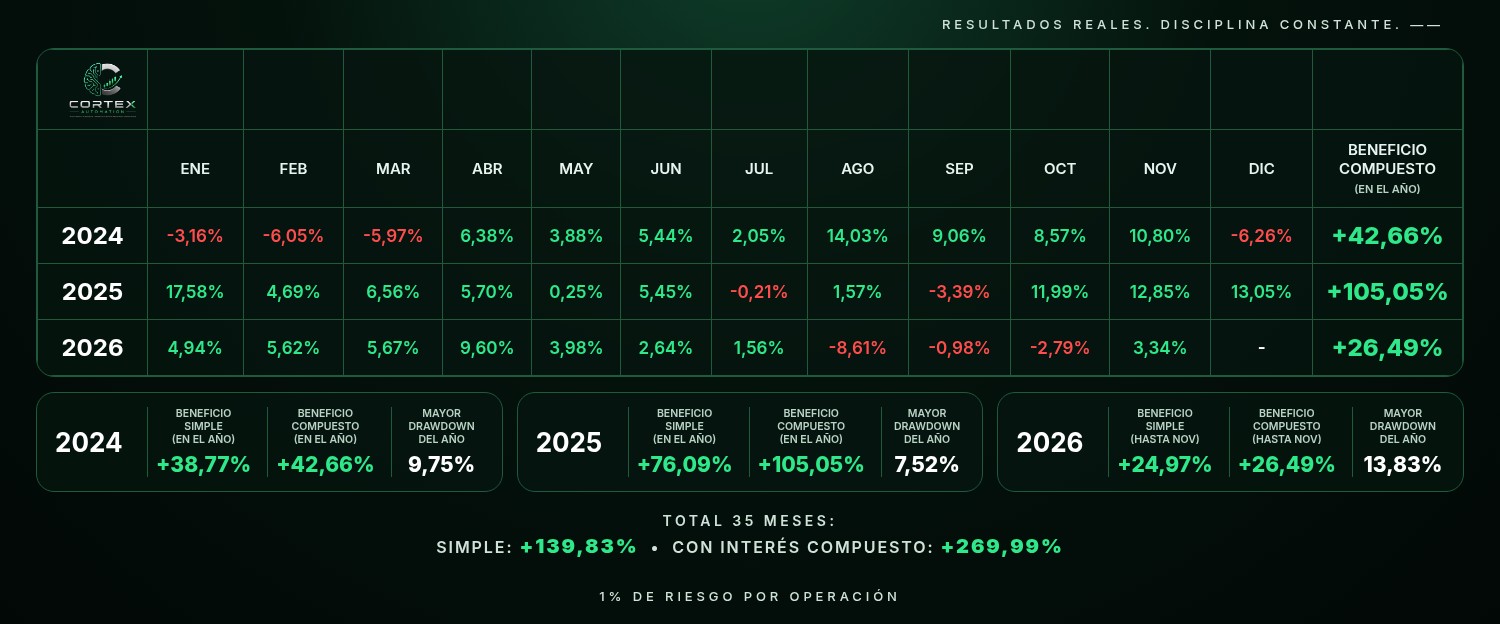 RESULTADOS REALES. DISCIPLINA CONSTANTE. ——
CORTEX
AUTOMATION
ENE FEB MAR ABR MAY JUN JUL AGO SEP OCT NOV DIC BENEFICIO COMPUESTO (EN EL AÑO)
2024 -3,16% -6,05% -5,97% 6,38% 3,88% 5,44% 2,05% 14,03% 9,06% 8,57% 10,80% -6,26% +42,66%
2025 17,58% 4,69% 6,56% 5,70% 0,25% 5,45% -0,21% 1,57% -3,39% 11,99% 12,85% 13,05% +105,05%
2026 4,94% 5,62% 5,67% 9,60% 3,98% 2,64% 1,56% -8,61% -0,98% -2,79% 3,34% - +26,49%
2024
BENEFICIO
SIMPLE
(EN EL AÑO)
+38,77%
BENEFICIO
COMPUESTO
(EN EL AÑO)
+42,66%
MAYOR
DRAWDOWN
DEL AÑO
9,75%
2025
BENEFICIO
SIMPLE
(EN EL AÑO)
+76,09%
BENEFICIO
COMPUESTO
(EN EL AÑO)
+105,05%
MAYOR
DRAWDOWN
DEL AÑO
7,52%
2026
BENEFICIO
SIMPLE
(HASTA NOV)
+24,97%
BENEFICIO
COMPUESTO
(HASTA NOV)
+26,49%
MAYOR
DRAWDOWN
DEL AÑO
13,83%
TOTAL 35 MESES:
SIMPLE: +139,83% • CON INTERÉS COMPUESTO: +269,99%
1% DE RIESGO POR OPERACIÓN